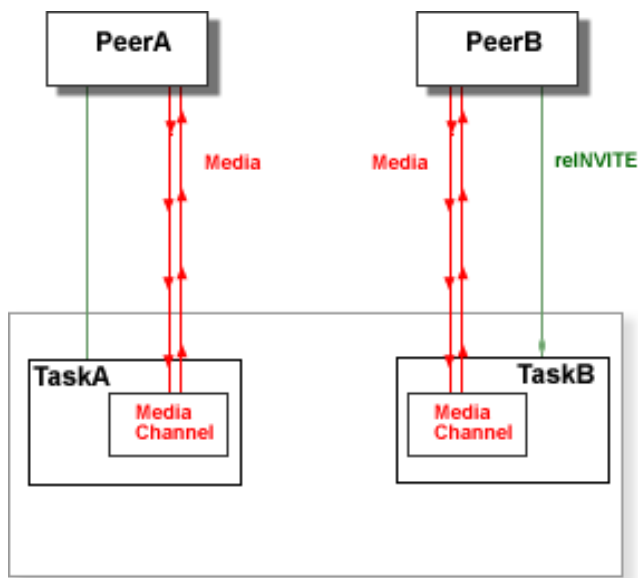 PeerA
PeerB
Media
Media
reINVITE
TaskA
TaskB
Media
Channel
Media
Channel